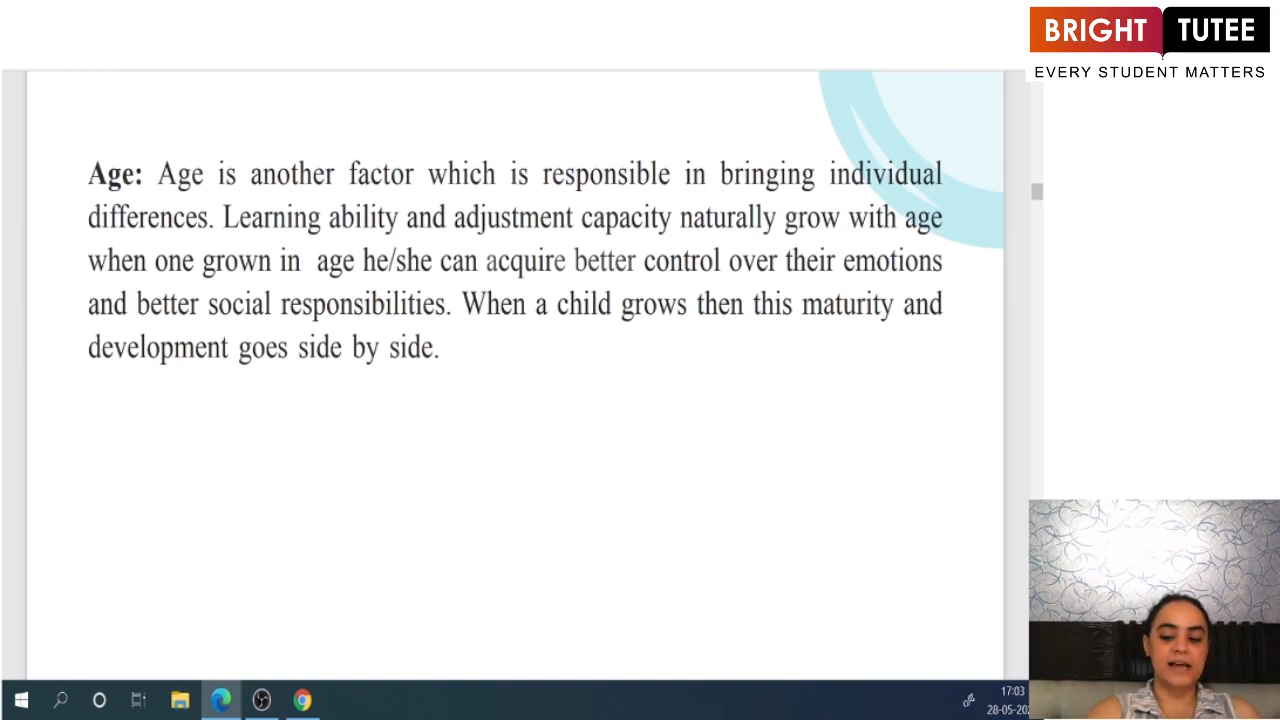 BRIGHT TUTEE
EVERY STUDENT MATTERS
Age: Age is another factor which is responsible in bringing individual
differences. Learning ability and adjustment capacity naturally grow with age
when one grown in age he/she can acquire better control over their emotions
and better social responsibilities. When a child grows then this maturity and
development goes side by side.
17:03
28-05-20